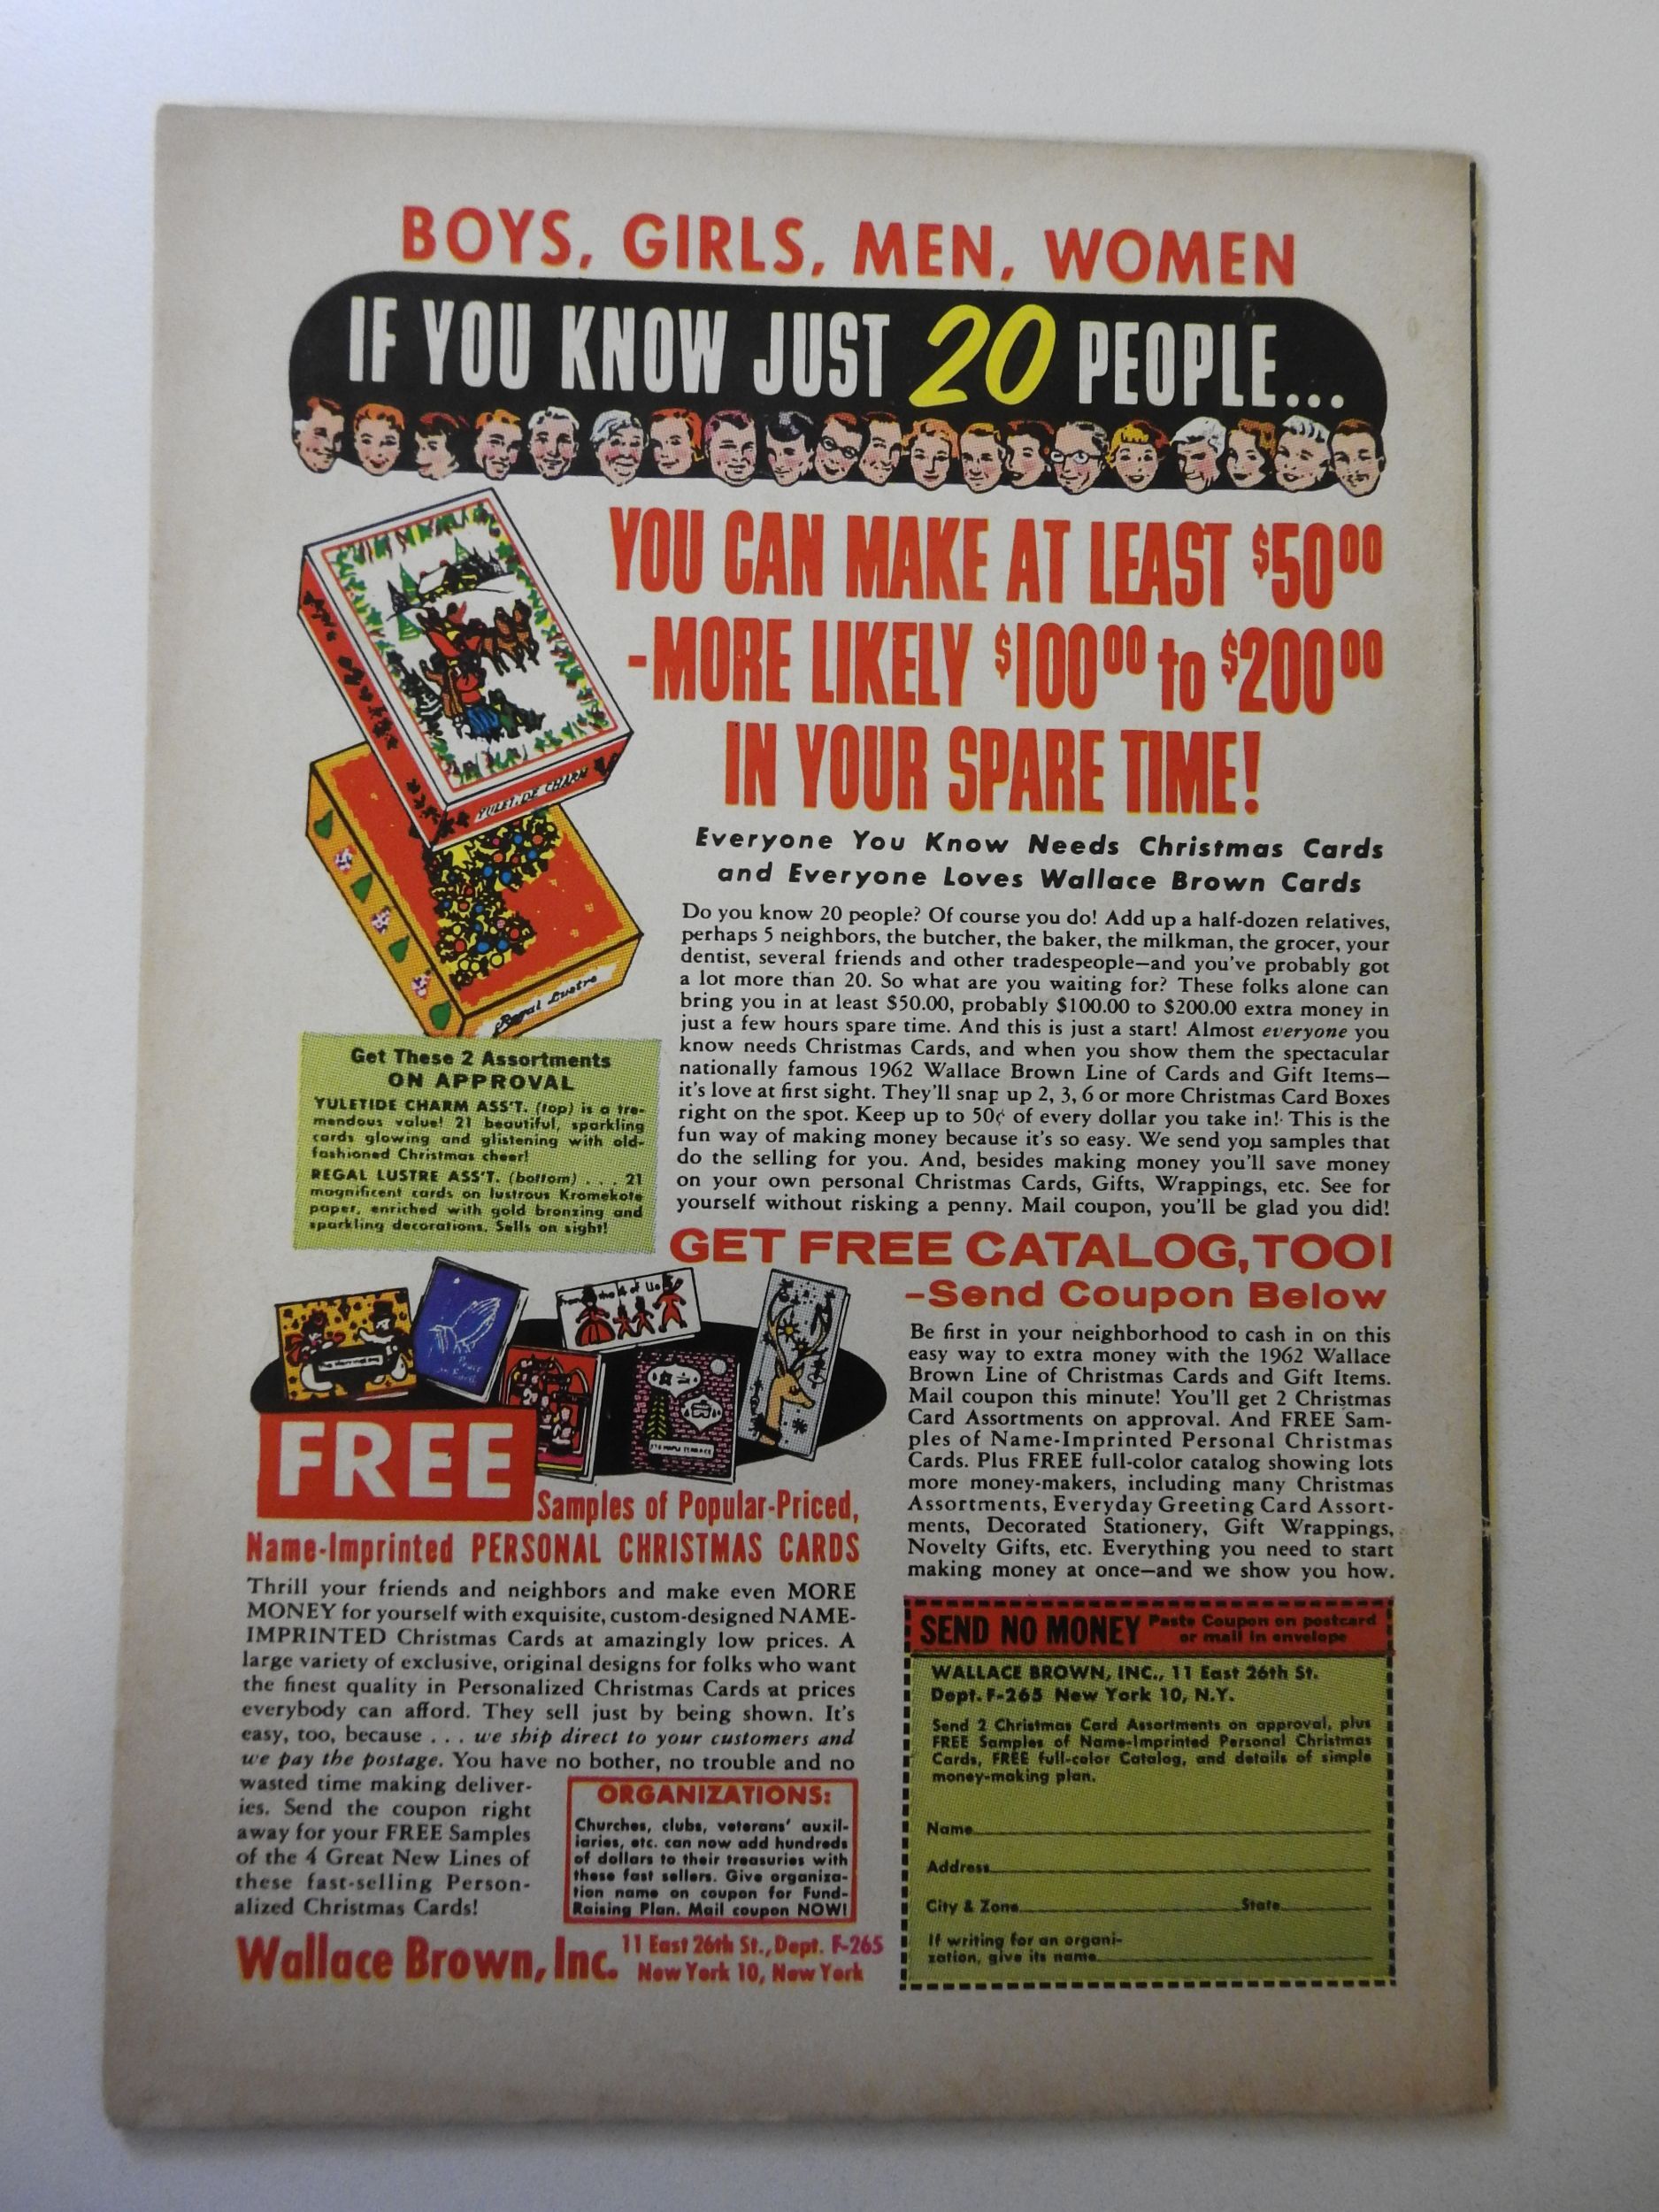 BOYS, GIRLS, MEN, WOMEN
IF YOU KNOW JUST 20 PEOPLE...
YOU CAN MAKE AT LEAST $50⁰⁰
-MORE LIKELY $100⁰⁰ to $200⁰⁰
IN YOUR SPARE TIME!
YULETIDE CHARM
Regal Lustre
Everyone You Know Needs Christmas Cards
and Everyone Loves Wallace Brown Cards
Do you know 20 people? Of course you do! Add up a half-dozen relatives,
perhaps 5 neighbors, the butcher, the baker, the milkman, the grocer, your
dentist, several friends and other tradespeople—and you've probably got
a lot more than 20. So what are you waiting for? These folks alone can
bring you in at least $50.00, probably $100.00 to $200.00 extra money in
just a few hours spare time. And this is just a start! Almost everyone you
know needs Christmas Cards, and when you show them the spectacular
nationally famous 1962 Wallace Brown Line of Cards and Gift Items—
it's love at first sight. They'll snap up 2, 3, 6 or more Christmas Card Boxes
right on the spot. Keep up to 50¢ of every dollar you take in! This is the
fun way of making money because it's so easy. We send you samples that
do the selling for you. And, besides making money you'll save money
on your own personal Christmas Cards, Gifts, Wrappings, etc. See for
yourself without risking a penny. Mail coupon, you'll be glad you did!
Get These 2 Assortments
ON APPROVAL
YULETIDE CHARM ASS'T. (top) is a tre-
mendous value! 21 beautiful, sparkling
cards glowing and glistening with old-
fashioned Christmas cheer!
REGAL LUSTRE ASS'T. (bottom) . . . 21
magnificent cards on lustrous Kromekote
paper, enriched with gold bronzing and
sparkling decorations. Sells on sight!
GET FREE CATALOG, TOO!
–Send Coupon Below
Be first in your neighborhood to cash in on this
easy way to extra money with the 1962 Wallace
Brown Line of Christmas Cards and Gift Items.
Mail coupon this minute! You'll get 2 Christmas
Card Assortments on approval. And FREE Sam-
ples of Name-Imprinted Personal Christmas
Cards. Plus FREE full-color catalog showing lots
more money-makers, including many Christmas
Assortments, Everyday Greeting Card Assort-
ments, Decorated Stationery, Gift Wrappings,
Novelty Gifts, etc. Everything you need to start
making money at once—and we show you how.
From the 4 of Us
Peace on Earth
276 MAPLE TERRACE
FREE
Samples of Popular-Priced,
Name-Imprinted PERSONAL CHRISTMAS CARDS
Thrill your friends and neighbors and make even MORE
MONEY for yourself with exquisite, custom-designed NAME-
IMPRINTED Christmas Cards at amazingly low prices. A
large variety of exclusive, original designs for folks who want
the finest quality in Personalized Christmas Cards at prices
everybody can afford. They sell just by being shown. It's
easy, too, because . . . we ship direct to your customers and
we pay the postage. You have no bother, no trouble and no
wasted time making deliver-
ies. Send the coupon right
away for your FREE Samples
of the 4 Great New Lines of
these fast-selling Person-
alized Christmas Cards!
ORGANIZATIONS:
Churches, clubs, veterans' auxil-
iaries, etc. can now add hundreds
of dollars to their treasuries with
these fast sellers. Give organiza-
tion name on coupon for Fund-
Raising Plan. Mail coupon NOW!
Wallace Brown, Inc. 11 East 26th St., Dept. F-265
New York 10, New York
SEND NO MONEY Paste Coupon on postcard
or mail in envelope
WALLACE BROWN, INC., 11 East 26th St.
Dept. F-265 New York 10, N.Y.
Send 2 Christmas Card Assortments on approval, plus
FREE Samples of Name-Imprinted Personal Christmas
Cards, FREE full-color Catalog, and details of simple
money-making plan.
Name
Address
City & Zone State
If writing for an organi-
zation, give its name